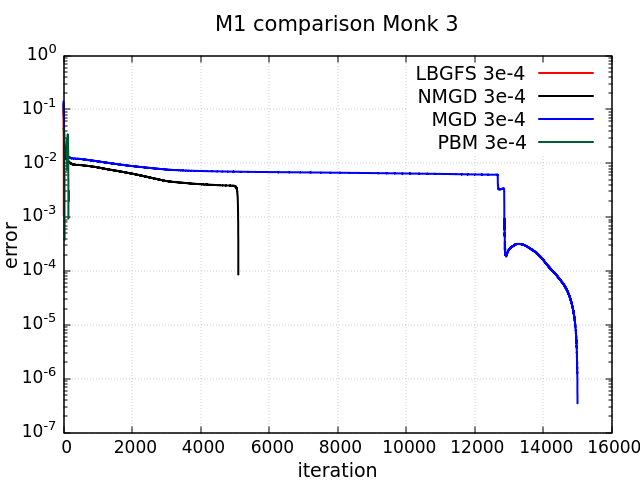 M1 comparison Monk 3
10^0
10^-1
10^-2
10^-3
10^-4
10^-5
10^-6
10^-7
error
LBGFS 3e-4
NMGD 3e-4
MGD 3e-4
PBM 3e-4
0 2000 4000 6000 8000 10000 12000 14000 16000
iteration